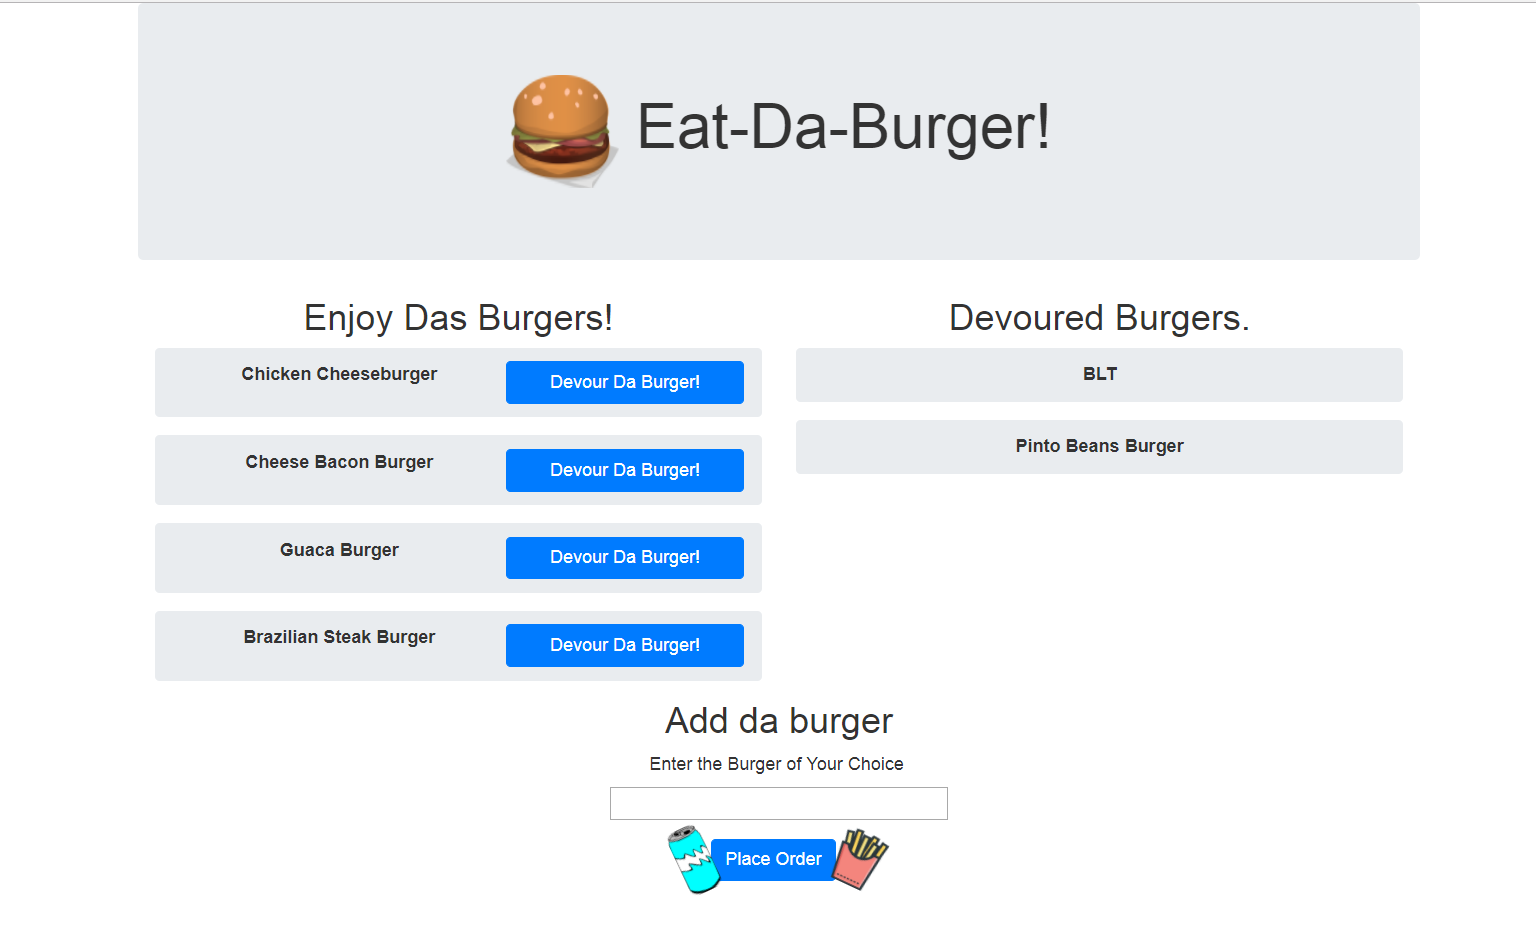 Eat-Da-Burger!
Enjoy Das Burgers!
Chicken Cheeseburger
Devour Da Burger!
Cheese Bacon Burger
Devour Da Burger!
Guaca Burger
Devour Da Burger!
Brazilian Steak Burger
Devour Da Burger!
Devoured Burgers.
BLT
Pinto Beans Burger
Add da burger
Enter the Burger of Your Choice
Place Order